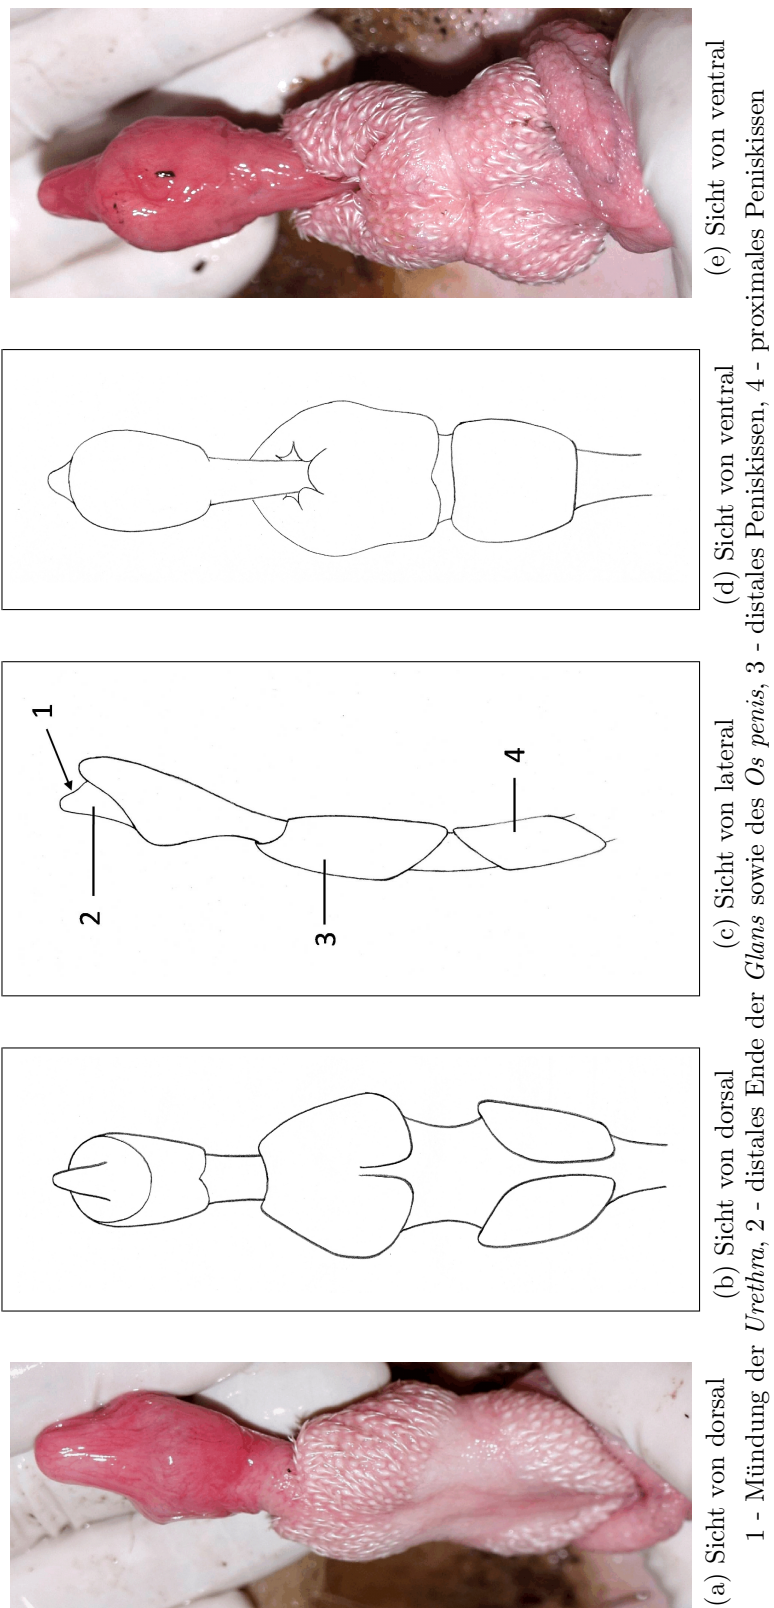 1
2
3
4
(a) Sicht von dorsal
(b) Sicht von dorsal
(c) Sicht von lateral
(d) Sicht von ventral
(e) Sicht von ventral
1 - Mündung der Urethra, 2 - distales Ende der Glans sowie des Os penis, 3 - distales Peniskissen, 4 - proximales Peniskissen